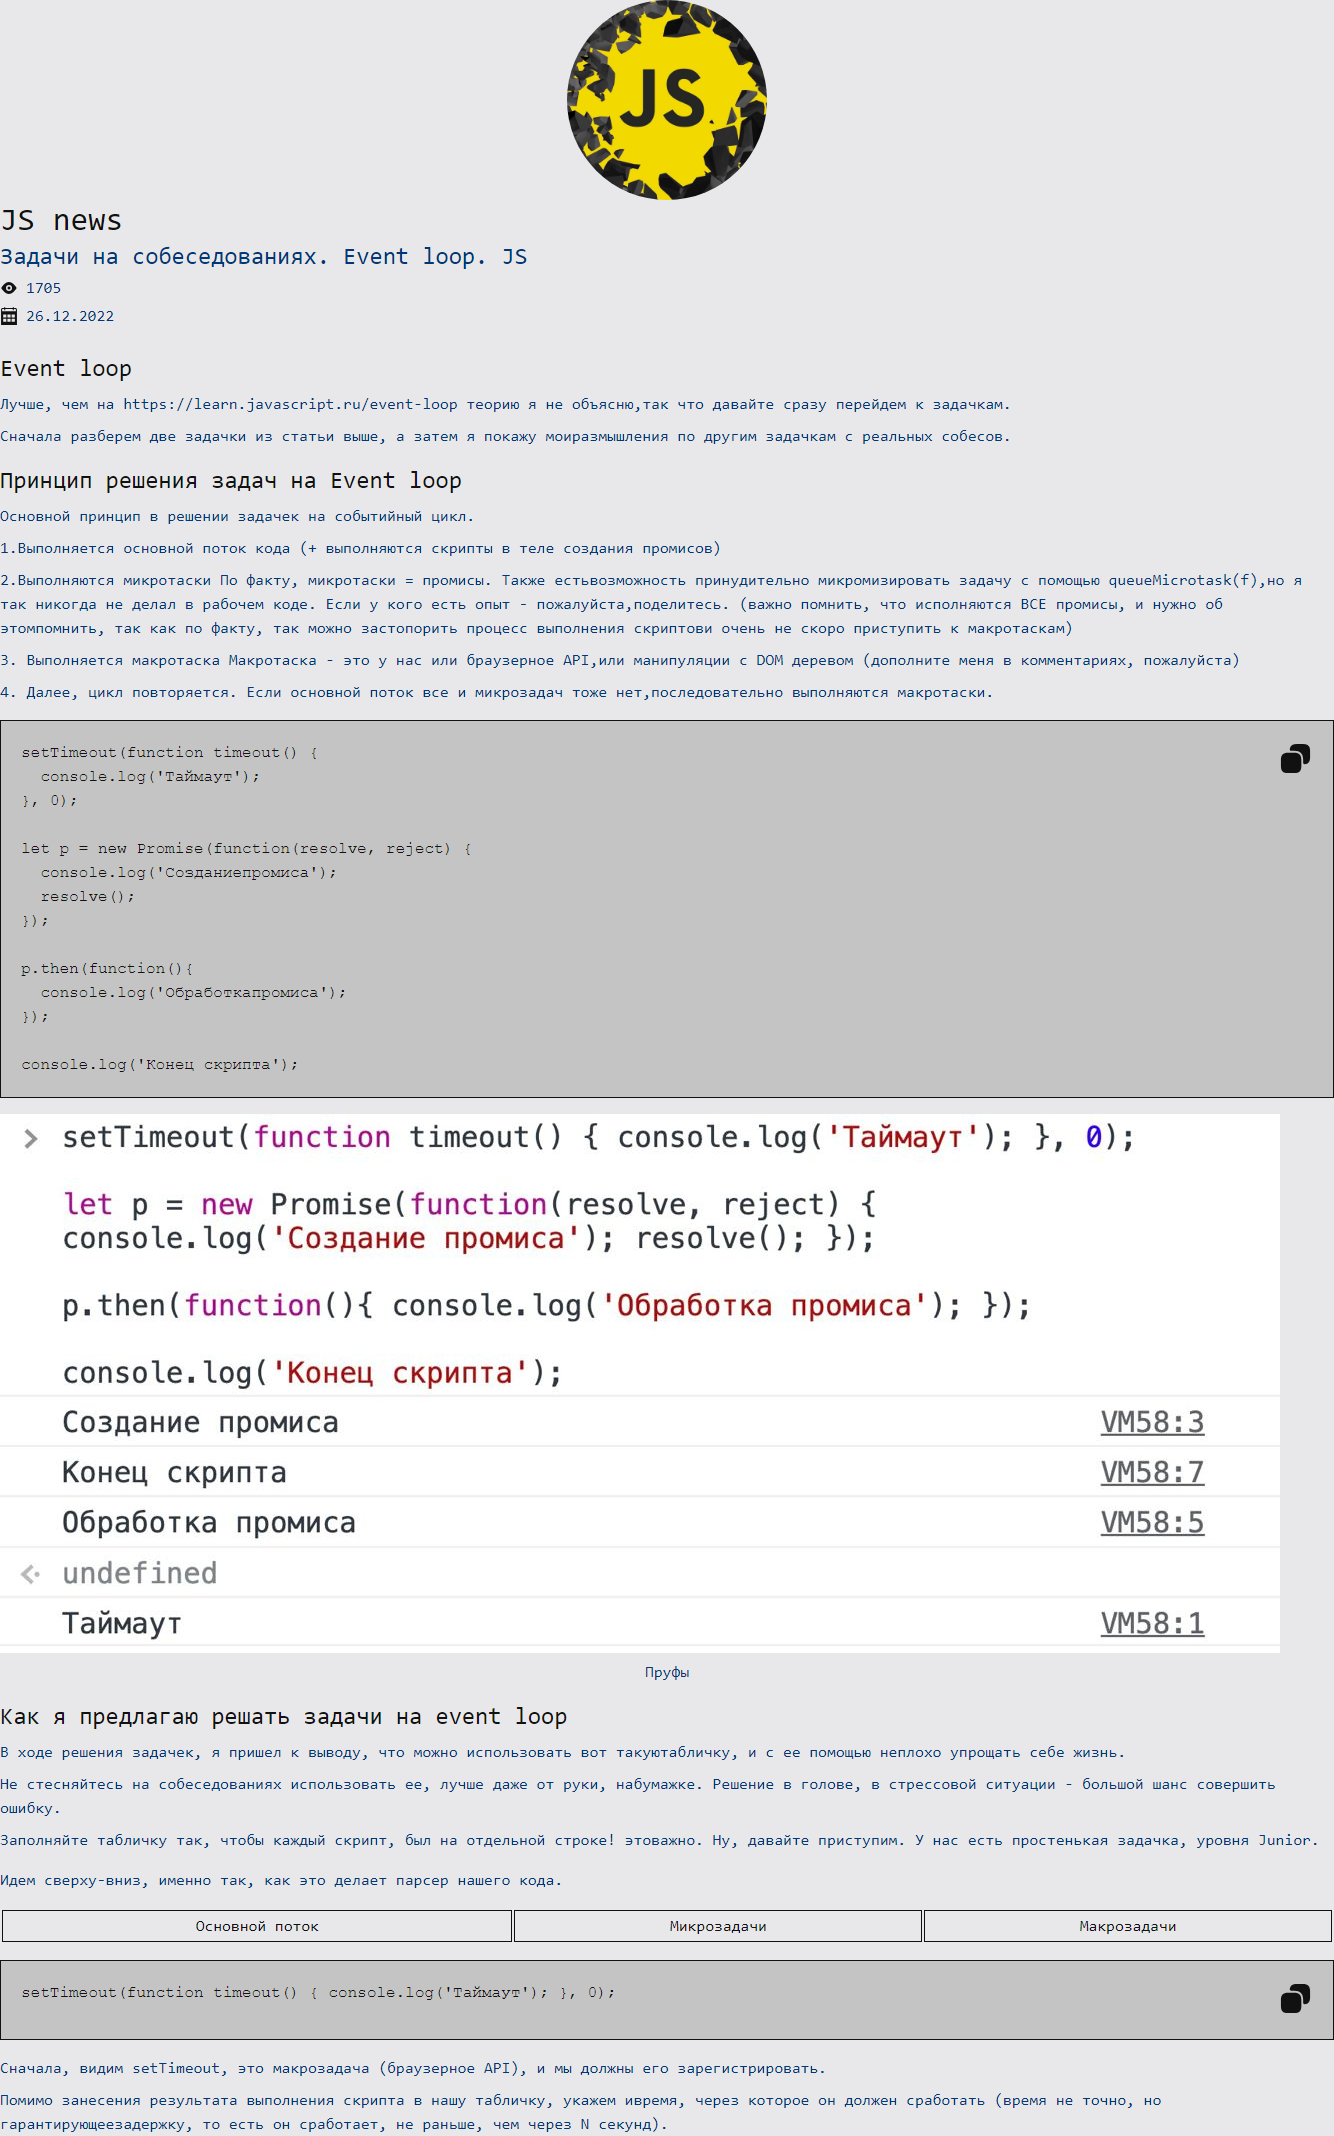 JS
JS news
Задачи на собеседованиях. Event loop. JS
1705
26.12.2022
Event loop
Лучше, чем на https://learn.javascript.ru/event-loop теорию я не объясню,так что давайте сразу перейдем к задачкам.
Сначала разберем две задачки из статьи выше, а затем я покажу моиразмышления по другим задачкам с реальных собесов.
Принцип решения задач на Event loop
Основной принцип в решении задачек на событийный цикл.
1.Выполняется основной поток кода (+ выполняются скрипты в теле создания промисов)
2.Выполняются микротаски По факту, микротаски = промисы. Также естьвозможность принудительно микромизировать задачу с помощью queueMicrotask(f),но я
так никогда не делал в рабочем коде. Если у кого есть опыт - пожалуйста,поделитесь. (важно помнить, что исполняются ВСЕ промисы, и нужно об
этомпомнить, так как по факту, так можно застопорить процесс выполнения скриптови очень не скоро приступить к макротаскам)
3. Выполняется макротаска Макротаска - это у нас или браузерное API,или манипуляции с DOM деревом (дополните меня в комментариях, пожалуйста)
4. Далее, цикл повторяется. Если основной поток все и микрозадач тоже нет,последовательно выполняются макротаски.
setTimeout(function timeout() {
  console.log('Таймаут');
}, 0);
let p = new Promise(function(resolve, reject) {
  console.log('Созданиепромиса');
  resolve();
});
p.then(function(){
  console.log('Обработкапромиса');
});
console.log('Конец скрипта');
setTimeout(function timeout() { console.log('Таймаут'); }, 0);
let p = new Promise(function(resolve, reject) {
console.log('Создание промиса'); resolve(); });
p.then(function(){ console.log('Обработка промиса'); });
console.log('Конец скрипта');
Создание промиса VM58:3
Конец скрипта VM58:7
Обработка промиса VM58:5
undefined
Таймаут VM58:1
Пруфы
Как я предлагаю решать задачи на event loop
В ходе решения задачек, я пришел к выводу, что можно использовать вот такуютабличку, и с ее помощью неплохо упрощать себе жизнь.
Не стесняйтесь на собеседованиях использовать ее, лучше даже от руки, набумажке. Решение в голове, в стрессовой ситуации - большой шанс совершить
ошибку.
Заполняйте табличку так, чтобы каждый скрипт, был на отдельной строке! этоважно. Ну, давайте приступим. У нас есть простенькая задачка, уровня Junior.
Идем сверху-вниз, именно так, как это делает парсер нашего кода.
Основной поток Микрозадачи Макрозадачи
setTimeout(function timeout() { console.log('Таймаут'); }, 0);
Сначала, видим setTimeout, это макрозадача (браузерное API), и мы должны его зарегистрировать.
Помимо занесения результата выполнения скрипта в нашу табличку, укажем ивремя, через которое он должен сработать (время не точно, но
гарантирующеезадержку, то есть он сработает, не раньше, чем через N секунд).